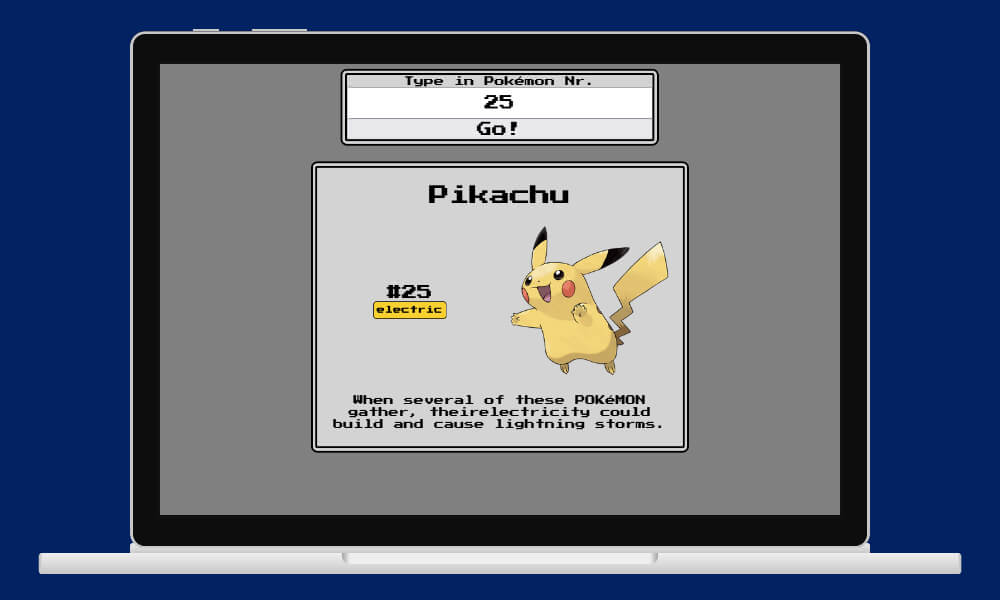 Type in Pokémon Nr.
25
Go!
Pikachu
#25
electric
When several of these POKéMON
gather, theirelectricity could
build and cause lightning storms.